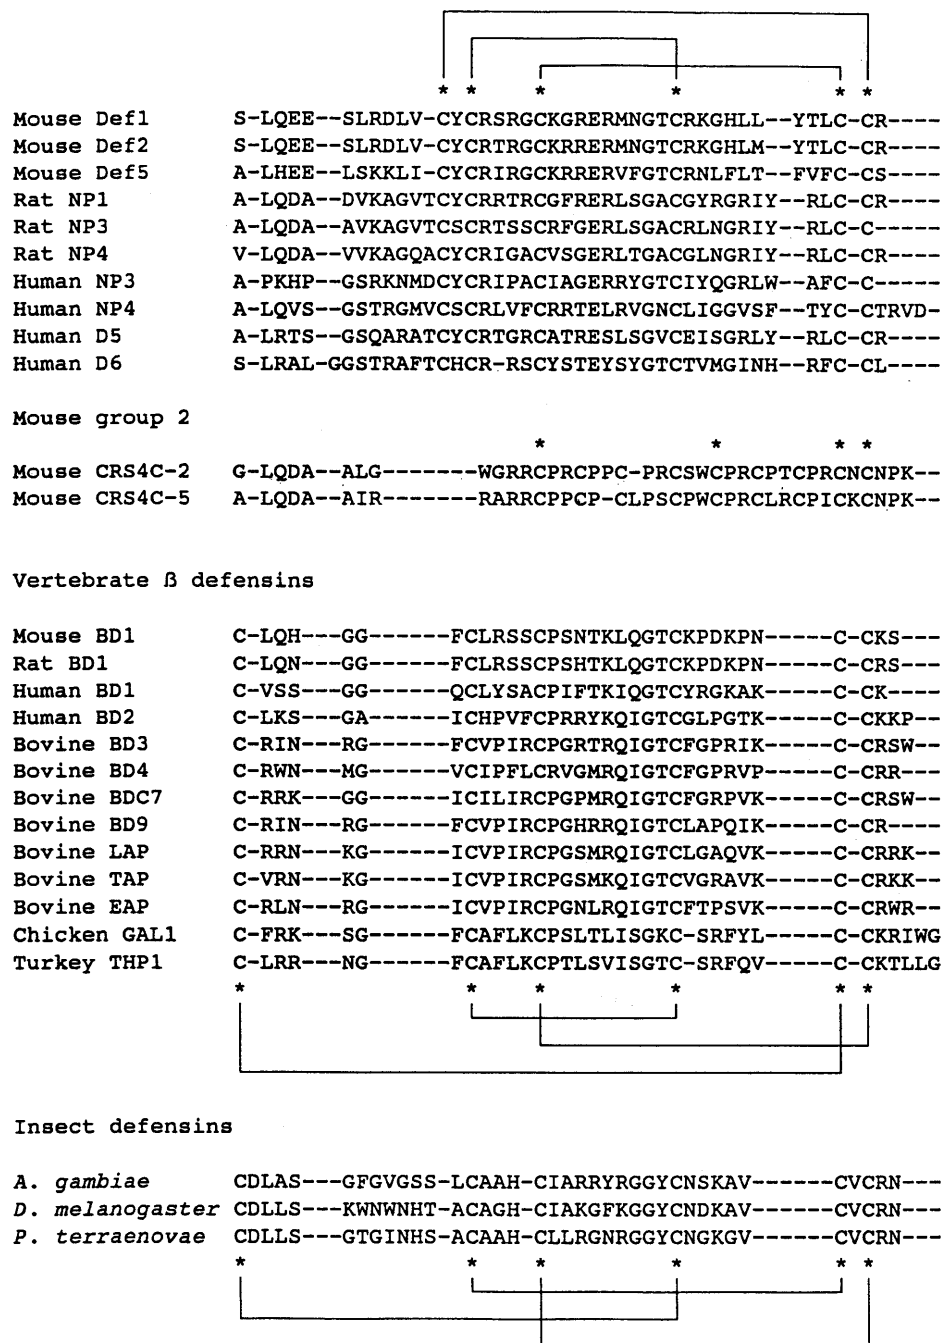 * * * * * *
Mouse Def1 S-LQEE--SLRDLV-CYCRSRGCKGRERMNGTCRKGHLL--YTLC-CR----
Mouse Def2 S-LQEE--SLRDLV-CYCRTRGCKRRERMNGTCRKGHLM--YTLC-CR----
Mouse Def5 A-LHEE--LSKKLI-CYCRIRGCKRRERVFGTCRNLFLT--FVFC-CS----
Rat NP1 A-LQDA--DVKAGVTCYCRRTRCGFRERLSGACGYRGRIY--RLC-CR----
Rat NP3 A-LQDA--AVKAGVTCSCRTSSCRFGERLSGACRLNGRIY--RLC-C-----
Rat NP4 V-LQDA--VVKAGQACYCRIGACVSGERLTGACGLNGRIY--RLC-CR----
Human NP3 A-PKHP--GSRKNMDCYCRIPACIAGERRYGTCIYQGRLW--AFC-C-----
Human NP4 A-LQVS--GSTRGMVCSCRLVFCRRTELRVGNCLIGGVSF--TYC-CTRVD-
Human D5 A-LRTS--GSQARATCYCRTGRCATRESLSGVCEISGRLY--RLC-CR----
Human D6 S-LRAL-GGSTRAFTCHCR-RSCYSTEYSYGTCTVMGINH--RFC-CL----
Mouse group 2
* * * *
Mouse CRS4C-2 G-LQDA--ALG-------WGRRCPRCPPC-PRCSWCPRCPTCPRCNCNPK--
Mouse CRS4C-5 A-LQDA--AIR-------RARRCPPCP-CLPSCPWCPRCLRCPICKCNPK--
Vertebrate ß defensins
Mouse BD1 C-LQH---GG------FCLRSSCPSNTKLQGTCKPDKPN-----C-CKS---
Rat BD1 C-LQN---GG------FCLRSSCPSHTKLQGTCKPDKPN-----C-CRS---
Human BD1 C-VSS---GG------QCLYSACPIFTKIQGTCYRGKAK-----C-CK----
Human BD2 C-LKS---GA------ICHPVFCPRRYKQIGTCGLPGTK-----C-CKKP--
Bovine BD3 C-RIN---RG------FCVPIRCPGRTRQIGTCFGPRIK-----C-CRSW--
Bovine BD4 C-RWN---MG------VCIPFLCRVGMRQIGTCFGPRVP-----C-CRR---
Bovine BDC7 C-RRK---GG------ICILIRCPGPMRQIGTCFGRPVK-----C-CRSW--
Bovine BD9 C-RIN---RG------FCVPIRCPGHRRQIGTCLAPQIK-----C-CR----
Bovine LAP C-RRN---KG------ICVPIRCPGSMRQIGTCLGAQVK-----C-CRRK--
Bovine TAP C-VRN---KG------ICVPIRCPGSMKQIGTCVGRAVK-----C-CRKK--
Bovine EAP C-RLN---RG------ICVPIRCPGNLRQIGTCFTPSVK-----C-CRWR--
Chicken GAL1 C-FRK---SG------FCAFLKCPSLTLISGKC-SRFYL-----C-CKRIWG
Turkey THP1 C-LRR---NG------FCAFLKCPTLSVISGTC-SRFQV-----C-CKTLLG
* * * * * *
Insect defensins
A. gambiae CDLAS---GFGVGSS-LCAAH-CIARRYRGGYCNSKAV------CVCRN---
D. melanogaster CDLLS---KWNWNHT-ACAGH-CIAKGFKGGYCNDKAV------CVCRN---
P. terraenovae CDLLS---GTGINHS-ACAAH-CLLRGNRGGYCNGKGV------CVCRN---
* * * * * *